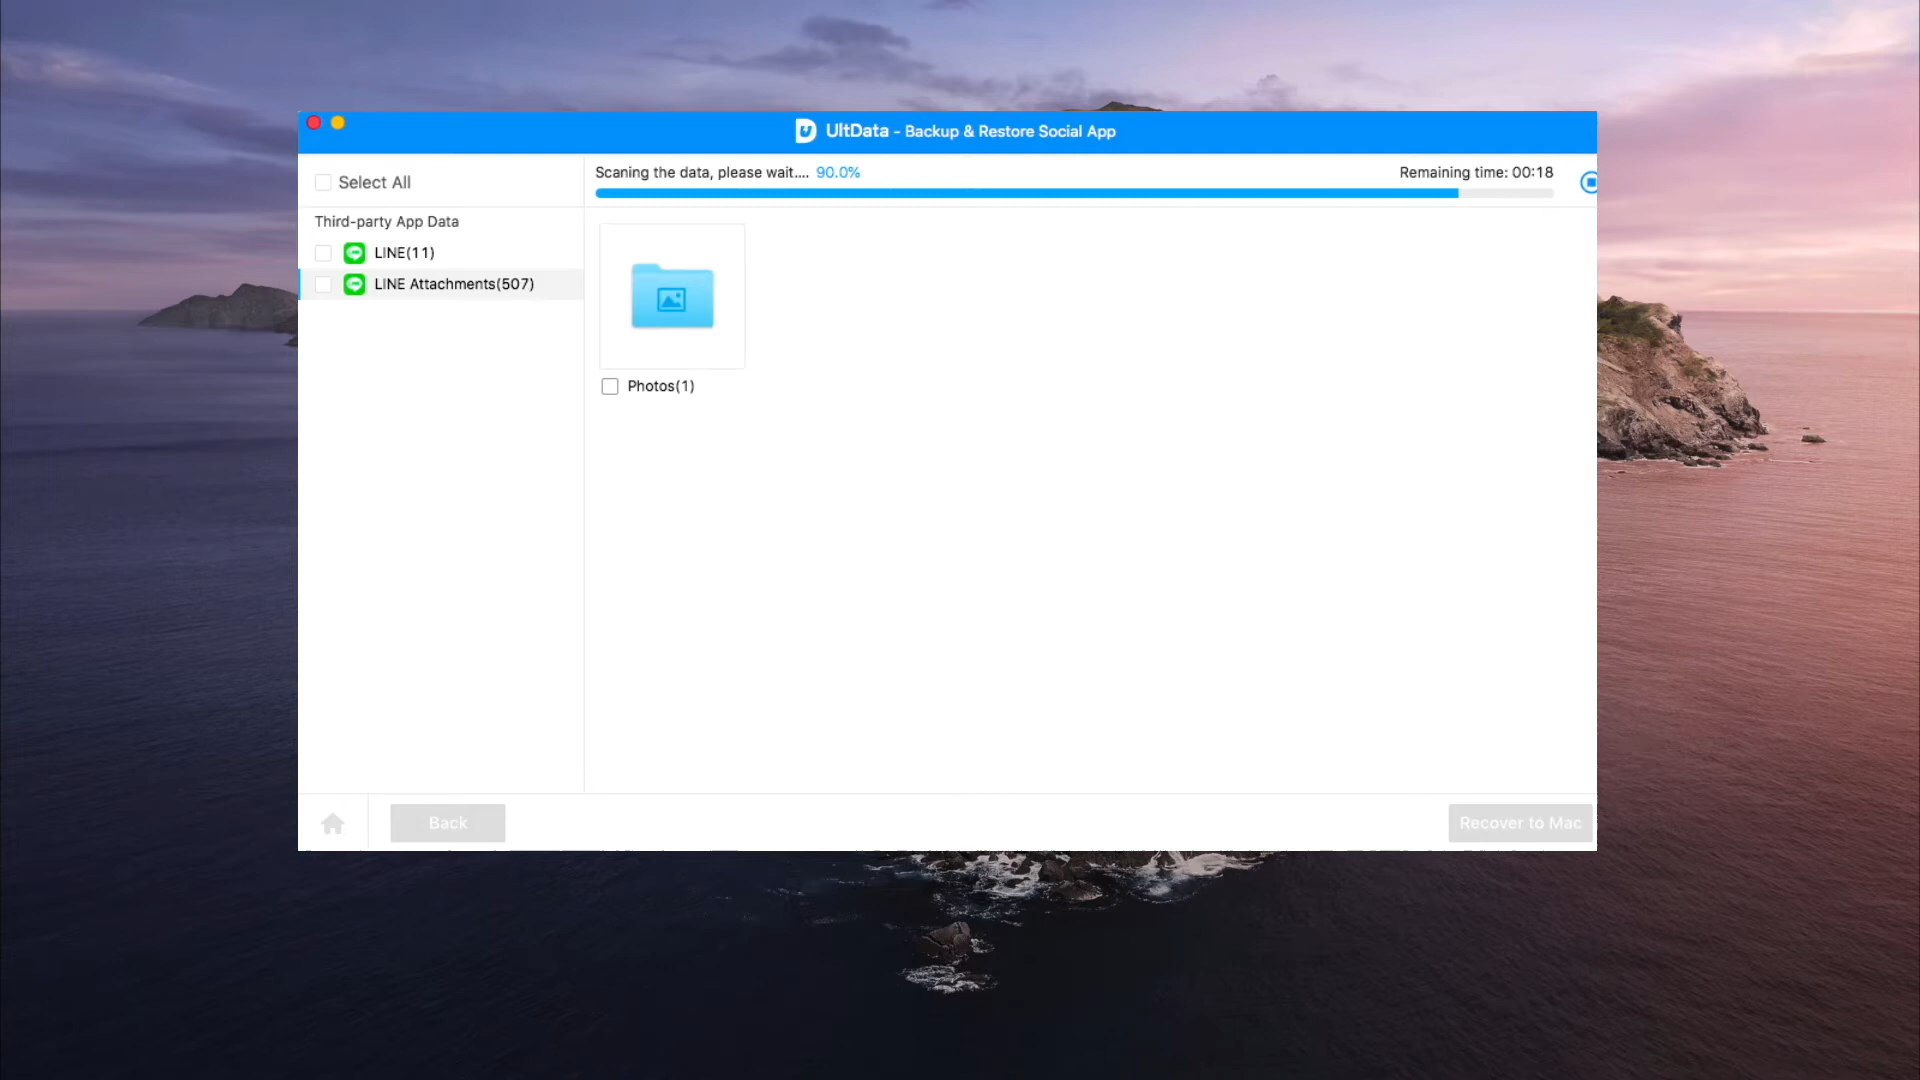 UltData - Backup & Restore Social App
Select All
Scaning the data, please wait.... 90.0%
Remaining time: 00:18
Third-party App Data
LINE(11)
LINE Attachments(507)
Photos(1)
Back
Recover to Mac